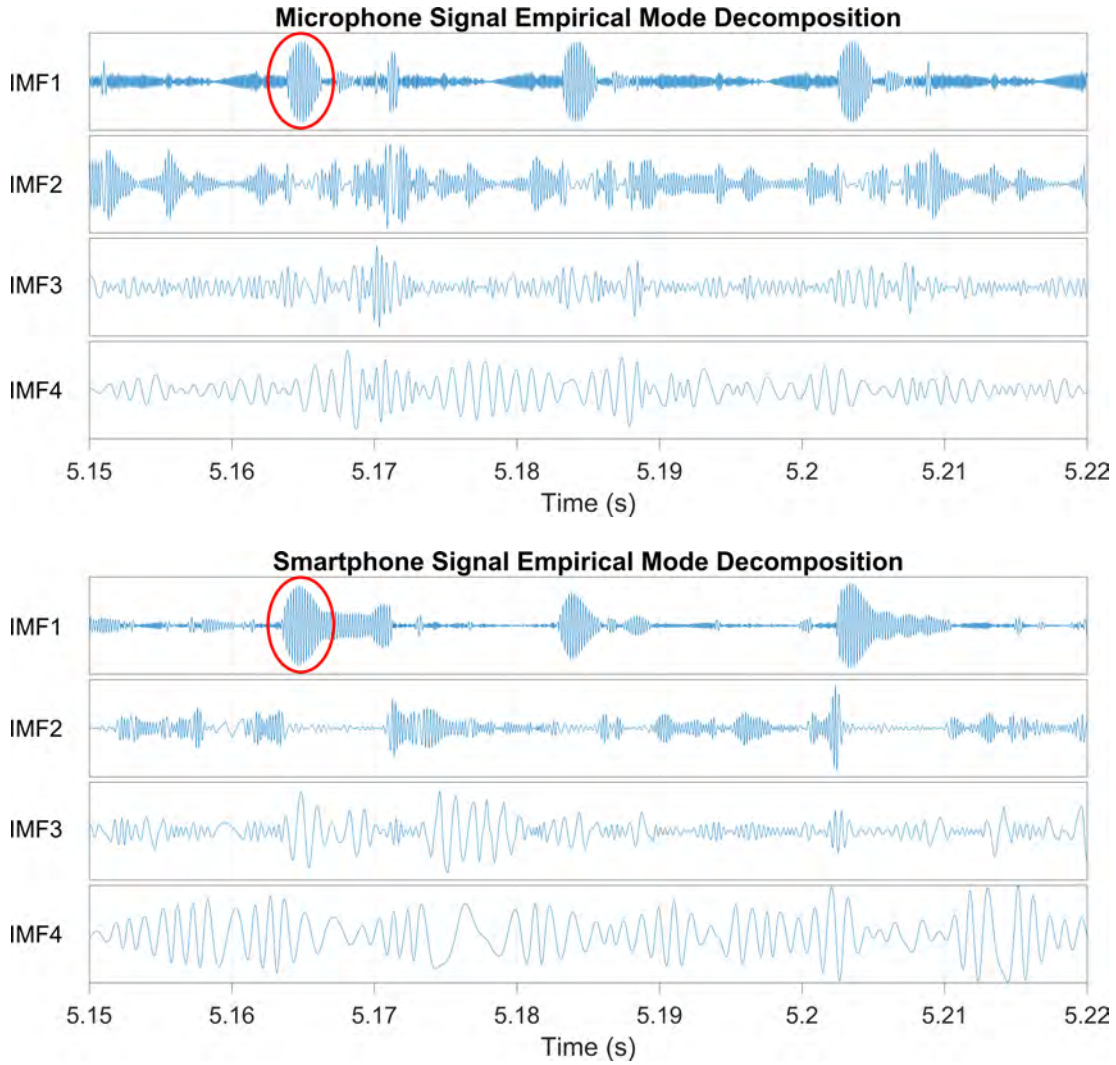 Microphone Signal Empirical Mode Decomposition
IMF1
IMF2
IMF3
IMF4
5.15 5.16 5.17 5.18 5.19 5.2 5.21 5.22
Time (s)
Smartphone Signal Empirical Mode Decomposition
IMF1
IMF2
IMF3
IMF4
5.15 5.16 5.17 5.18 5.19 5.2 5.21 5.22
Time (s)